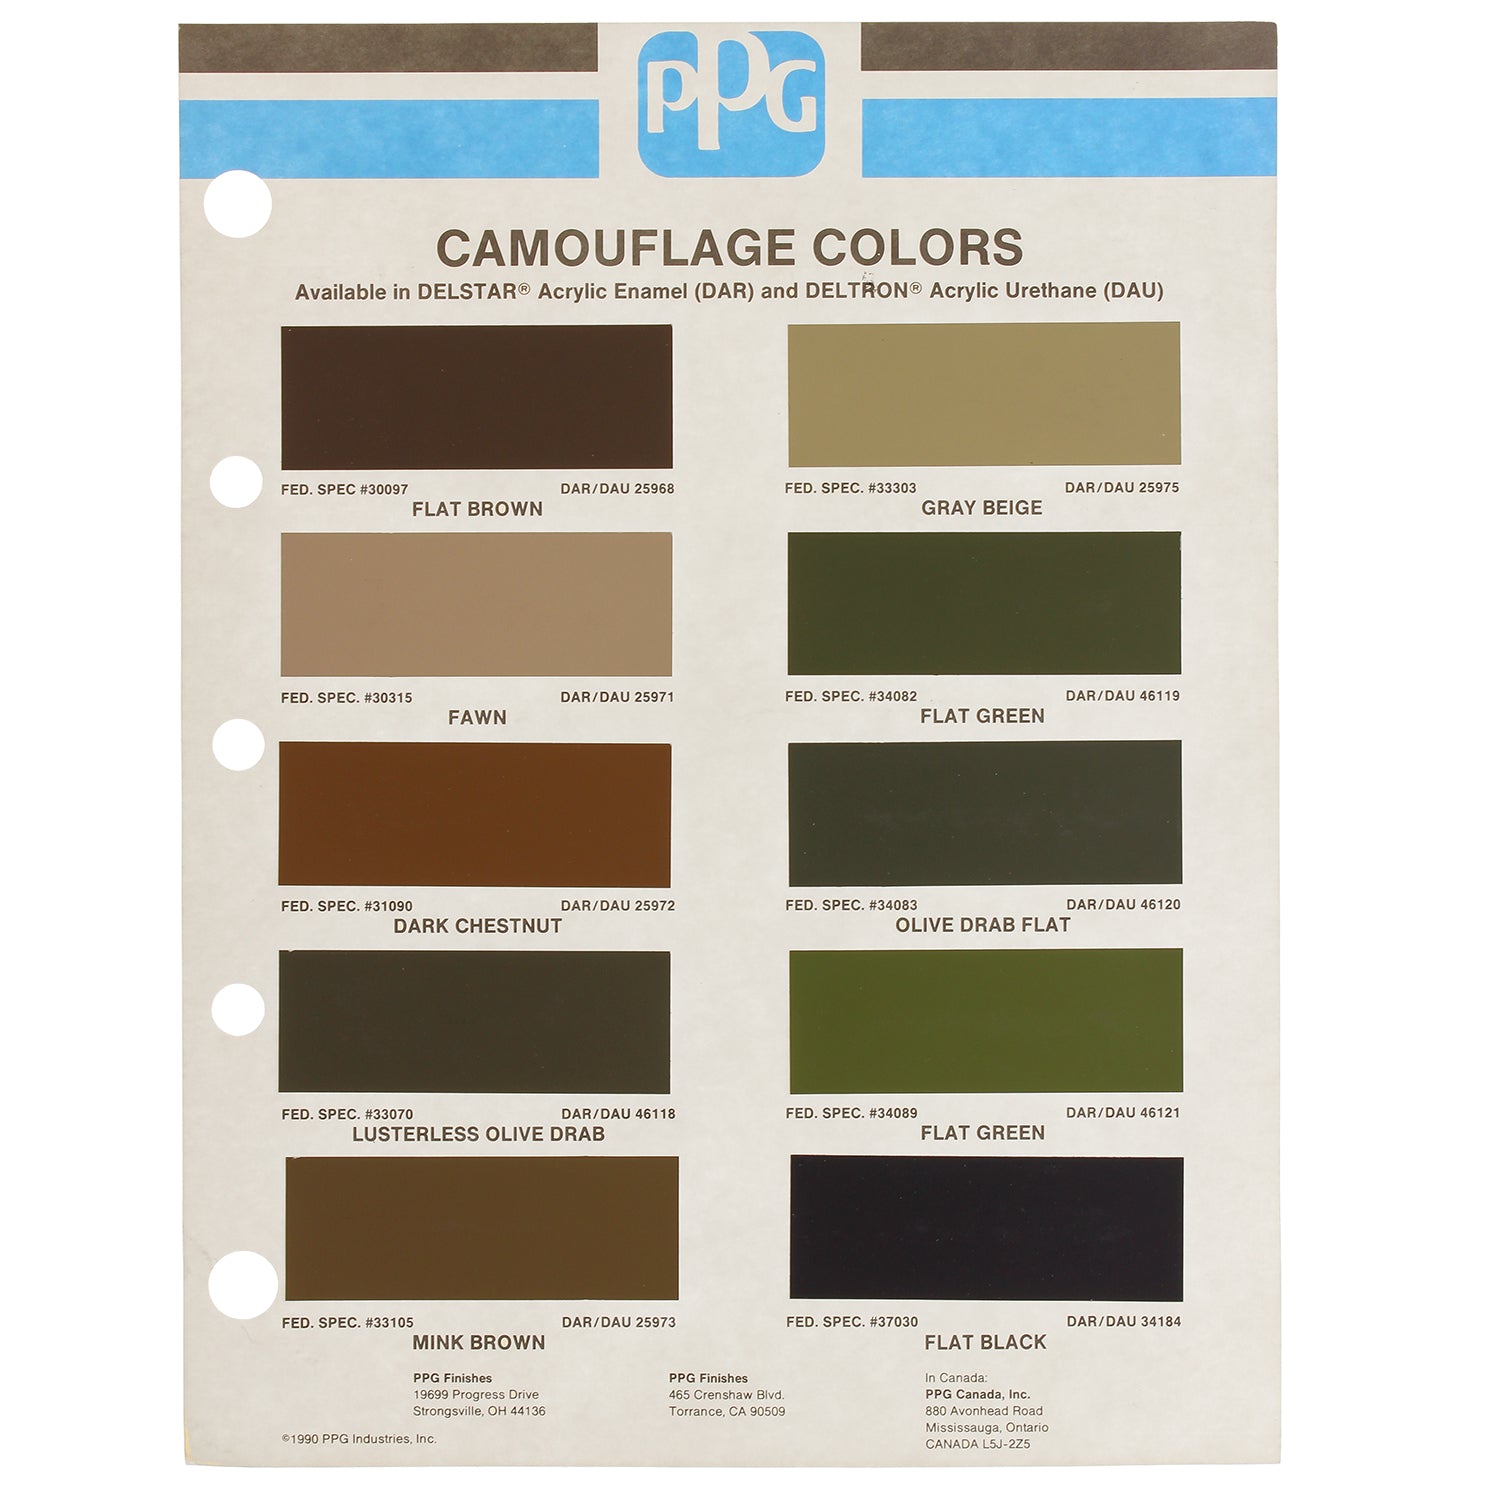 PPG
CAMOUFLAGE COLORS
Available in DELSTAR® Acrylic Enamel (DAR) and DELTRON® Acrylic Urethane (DAU)
FED. SPEC #30097 DAR/DAU 25968
FLAT BROWN
FED. SPEC. #33303 DAR/DAU 25975
GRAY BEIGE
FED. SPEC. #30315 DAR/DAU 25971
FAWN
FED. SPEC. #34082 DAR/DAU 46119
FLAT GREEN
FED. SPEC. #31090 DAR/DAU 25972
DARK CHESTNUT
FED. SPEC. #34083 DAR/DAU 46120
OLIVE DRAB FLAT
FED. SPEC. #33070 DAR/DAU 46118
LUSTERLESS OLIVE DRAB
FED. SPEC. #34089 DAR/DAU 46121
FLAT GREEN
FED. SPEC. #33105 DAR/DAU 25973
MINK BROWN
FED. SPEC. #37030 DAR/DAU 34184
FLAT BLACK
PPG Finishes
19699 Progress Drive
Strongsville, OH 44136
PPG Finishes
465 Crenshaw Blvd.
Torrance, CA 90509
In Canada:
PPG Canada, Inc.
880 Avonhead Road
Mississauga, Ontario
CANADA L5J-2Z5
©1990 PPG Industries, Inc.